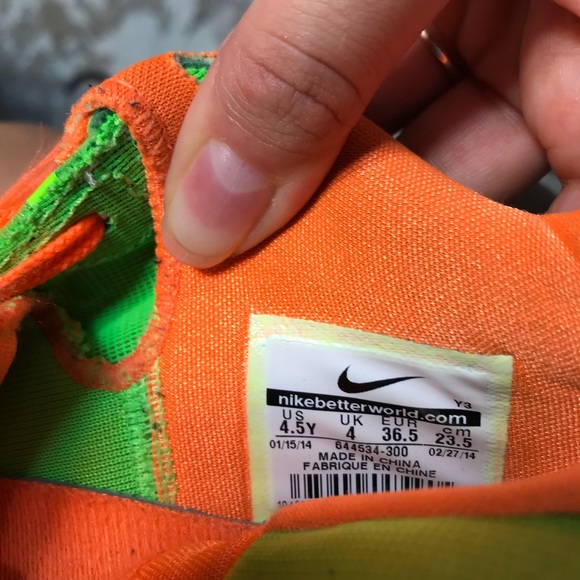 Y3
nikebetterworld.com
US UK EUR cm
4.5Y 4 36.5 23.5
01/15/14 644534-300 02/27/14
MADE IN CHINA
FABRIQUE EN CHINE